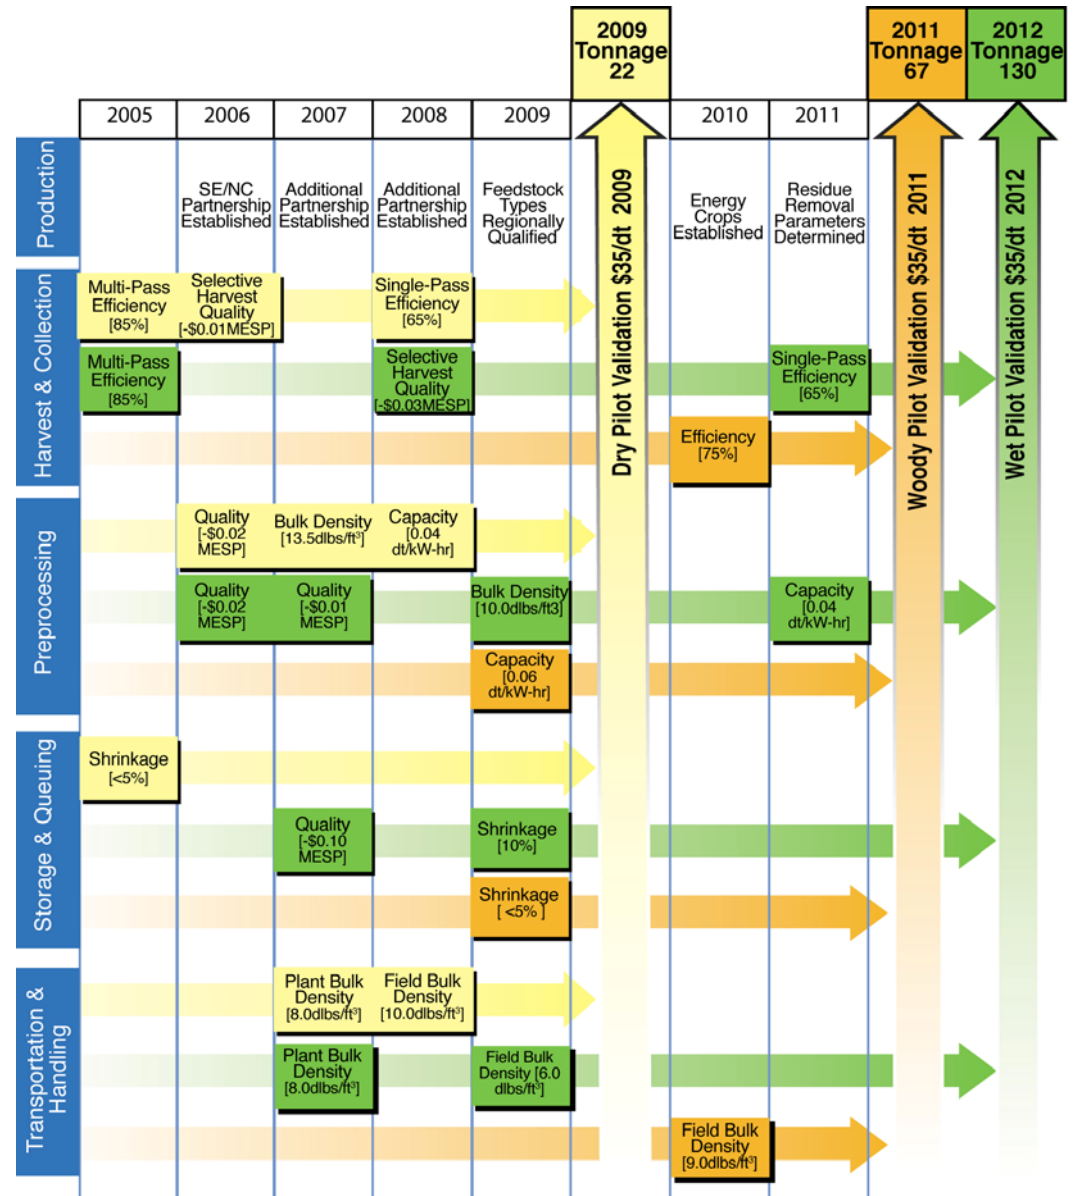 2009
Tonnage
22
2011
Tonnage
67
2012
Tonnage
130
2005
2006
2007
2008
2009
2010
2011
Production
SE/NC
Partnership
Established
Additional
Partnership
Established
Additional
Partnership
Established
Feedstock
Types
Regionally
Qualified
Energy
Crops
Established
Residue
Removal
Parameters
Determined
Dry Pilot Validation $35/dt 2009
Woody Pilot Validation $35/dt 2011
Wet Pilot Validation $35/dt 2012
Harvest & Collection
Multi-Pass
Efficiency
[85%]
Selective
Harvest
Quality
[-$0.01MESP]
Single-Pass
Efficiency
[65%]
Multi-Pass
Efficiency
[85%]
Selective
Harvest
Quality
[-$0.03MESP]
Single-Pass
Efficiency
[65%]
Efficiency
[75%]
Preprocessing
Quality
[-$0.02
MESP]
Bulk Density
[13.5dlbs/ft³]
Capacity
[0.04
dt/kW-hr]
Quality
[-$0.02
MESP]
Quality
[-$0.01
MESP]
Bulk Density
[10.0dlbs/ft3]
Capacity
[0.04
dt/kW-hr]
Capacity
[0.06
dt/kW-hr]
Storage & Queuing
Shrinkage
[<5%]
Quality
[-$0.10
MESP]
Shrinkage
[10%]
Shrinkage
[ <5% ]
Transportation &
Handling
Plant Bulk
Density
[8.0dlbs/ft³]
Field Bulk
Density
[10.0dlbs/ft³]
Plant Bulk
Density
[8.0dlbs/ft³]
Field Bulk
Density [6.0
dlbs/ft³]
Field Bulk
Density
[9.0dlbs/ft³]